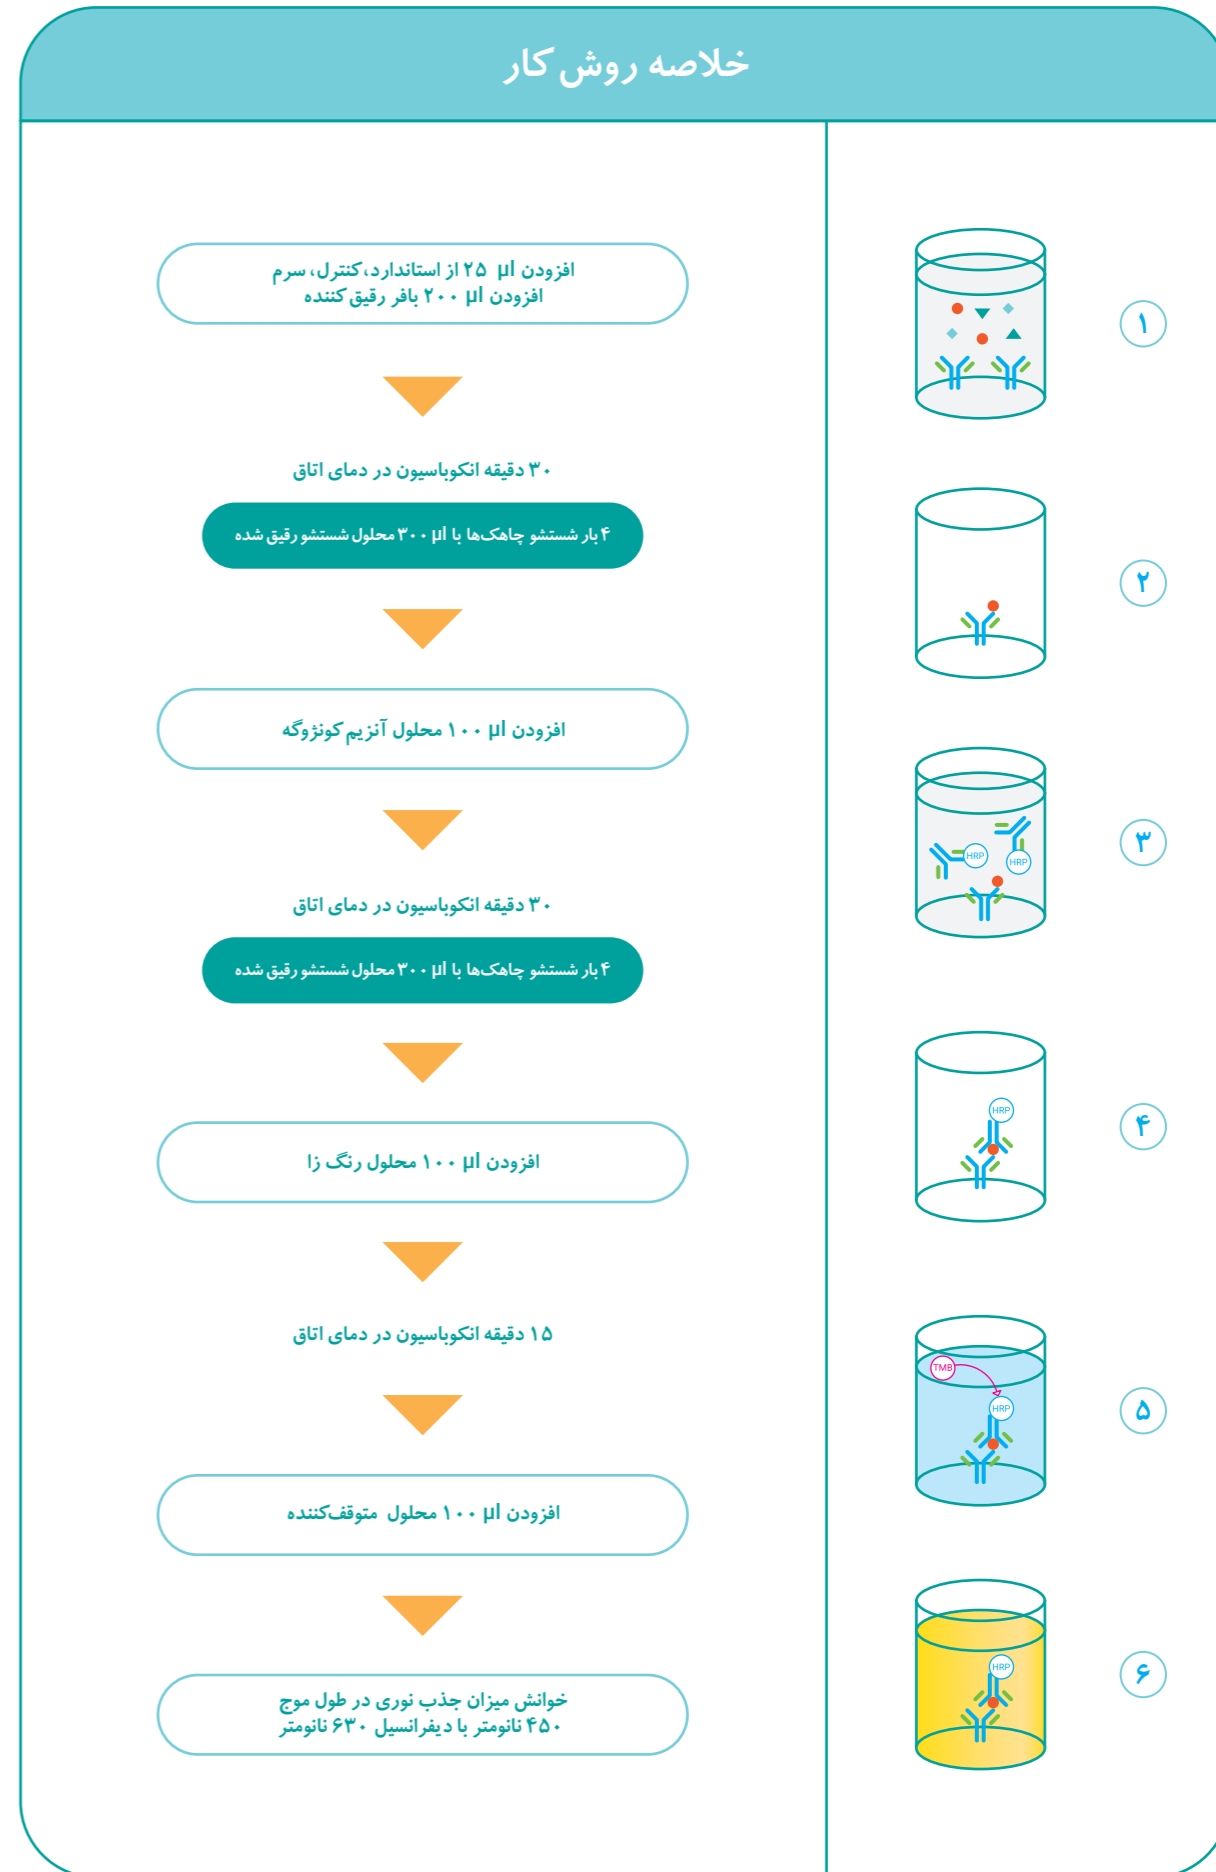 خلاصه روش کار
افزودن ۲۵ µl از استاندارد، کنترل، سرم
افزودن ۲۰۰ µl بافر رقیق کننده
۳۰ دقیقه انکوباسیون در دمای اتاق
۴ بار شستشو چاهک‌ها با ۳۰۰ µl محلول شستشو رقیق شده
افزودن ۱۰۰ µl محلول آنزیم کونژوگه
۳۰ دقیقه انکوباسیون در دمای اتاق
۴ بار شستشو چاهک‌ها با ۳۰۰ µl محلول شستشو رقیق شده
افزودن ۱۰۰ µl محلول رنگ زا
۱۵ دقیقه انکوباسیون در دمای اتاق
افزودن ۱۰۰ µl محلول متوقف‌کننده
خوانش میزان جذب نوری در طول موج
۴۵۰ نانومتر با دیفرانسیل ۶۳۰ نانومتر
۱
۲
۳
HRP
HRP
۴
HRP
۵
TMB
HRP
۶
HRP